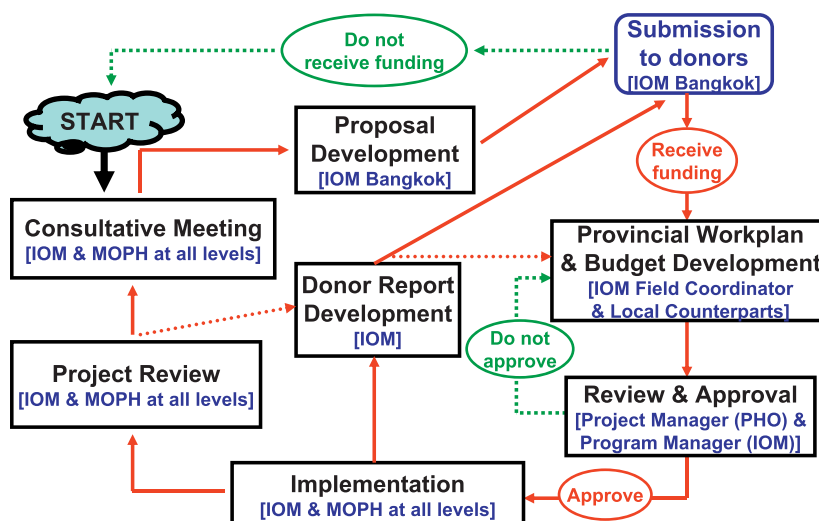 Do not
receive funding
Submission
to donors
[IOM Bangkok]
START
Proposal
Development
[IOM Bangkok]
Receive
funding
Consultative Meeting
[IOM & MOPH at all levels]
Provincial Workplan
& Budget Development
[IOM Field Coordinator
& Local Counterparts]
Donor Report
Development
[IOM]
Do not
approve
Project Review
[IOM & MOPH at all levels]
Review & Approval
[Project Manager (PHO) &
Program Manager (IOM)]
Implementation
[IOM & MOPH at all levels]
Approve